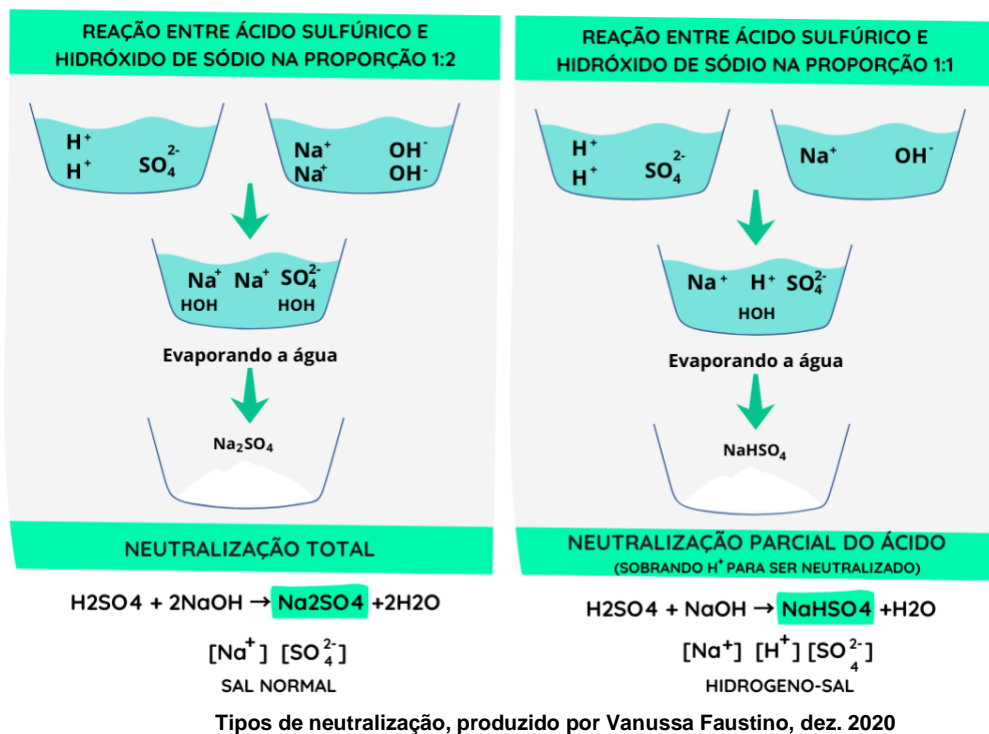 REAÇÃO ENTRE ÁCIDO SULFÚRICO E
HIDRÓXIDO DE SÓDIO NA PROPORÇÃO 1:2
H⁺
H⁺
SO₄²⁻
Na⁺ OH⁻
Na⁺ OH⁻
Na⁺ Na⁺ SO₄²⁻
HOH HOH
Evaporando a água
Na₂SO₄
NEUTRALIZAÇÃO TOTAL
H2SO4 + 2NaOH → Na2SO4 +2H2O
[Na⁺] [SO₄²⁻]
SAL NORMAL
REAÇÃO ENTRE ÁCIDO SULFÚRICO E
HIDRÓXIDO DE SÓDIO NA PROPORÇÃO 1:1
H⁺
H⁺
SO₄²⁻
Na⁺ OH⁻
Na⁺ H⁺ SO₄²⁻
HOH
Evaporando a água
NaHSO₄
NEUTRALIZAÇÃO PARCIAL DO ÁCIDO
(SOBRANDO H⁺ PARA SER NEUTRALIZADO)
H2SO4 + NaOH → NaHSO4 +H2O
[Na⁺] [H⁺] [SO₄²⁻]
HIDROGENO-SAL
Tipos de neutralização, produzido por Vanussa Faustino, dez. 2020